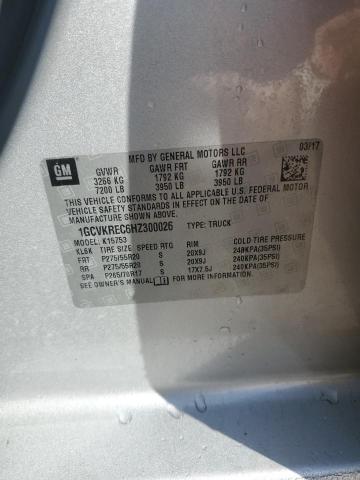 GM
MFD BY GENERAL MOTORS LLC
03/17
GVWR GAWR FRT GAWR RR
3266 KG 1792 KG 1792 KG
7200 LB 3950 LB 3950 LB
THIS VEHICLE CONFORMS TO ALL APPLICABLE U.S. FEDERAL MOTOR
VEHICLE SAFETY STANDARDS IN EFFECT ON THE DATE OF
MANUFACTURE SHOWN ABOVE.
1GCVKREC6HZ300026 TYPE: TRUCK
MODEL: K15753
KLBK TIRE SIZE SPEED RTG RIM COLD TIRE PRESSURE
FRT P275/55R20 S 20X9J 240KPA(35PSI)
RR P275/55R20 S 20X9J 240KPA(35PSI)
SPA P265/70R17 S 17X7.5J 240KPA(35PSI)
SEE OWNER'S MANUAL FOR MORE INFORMATION.